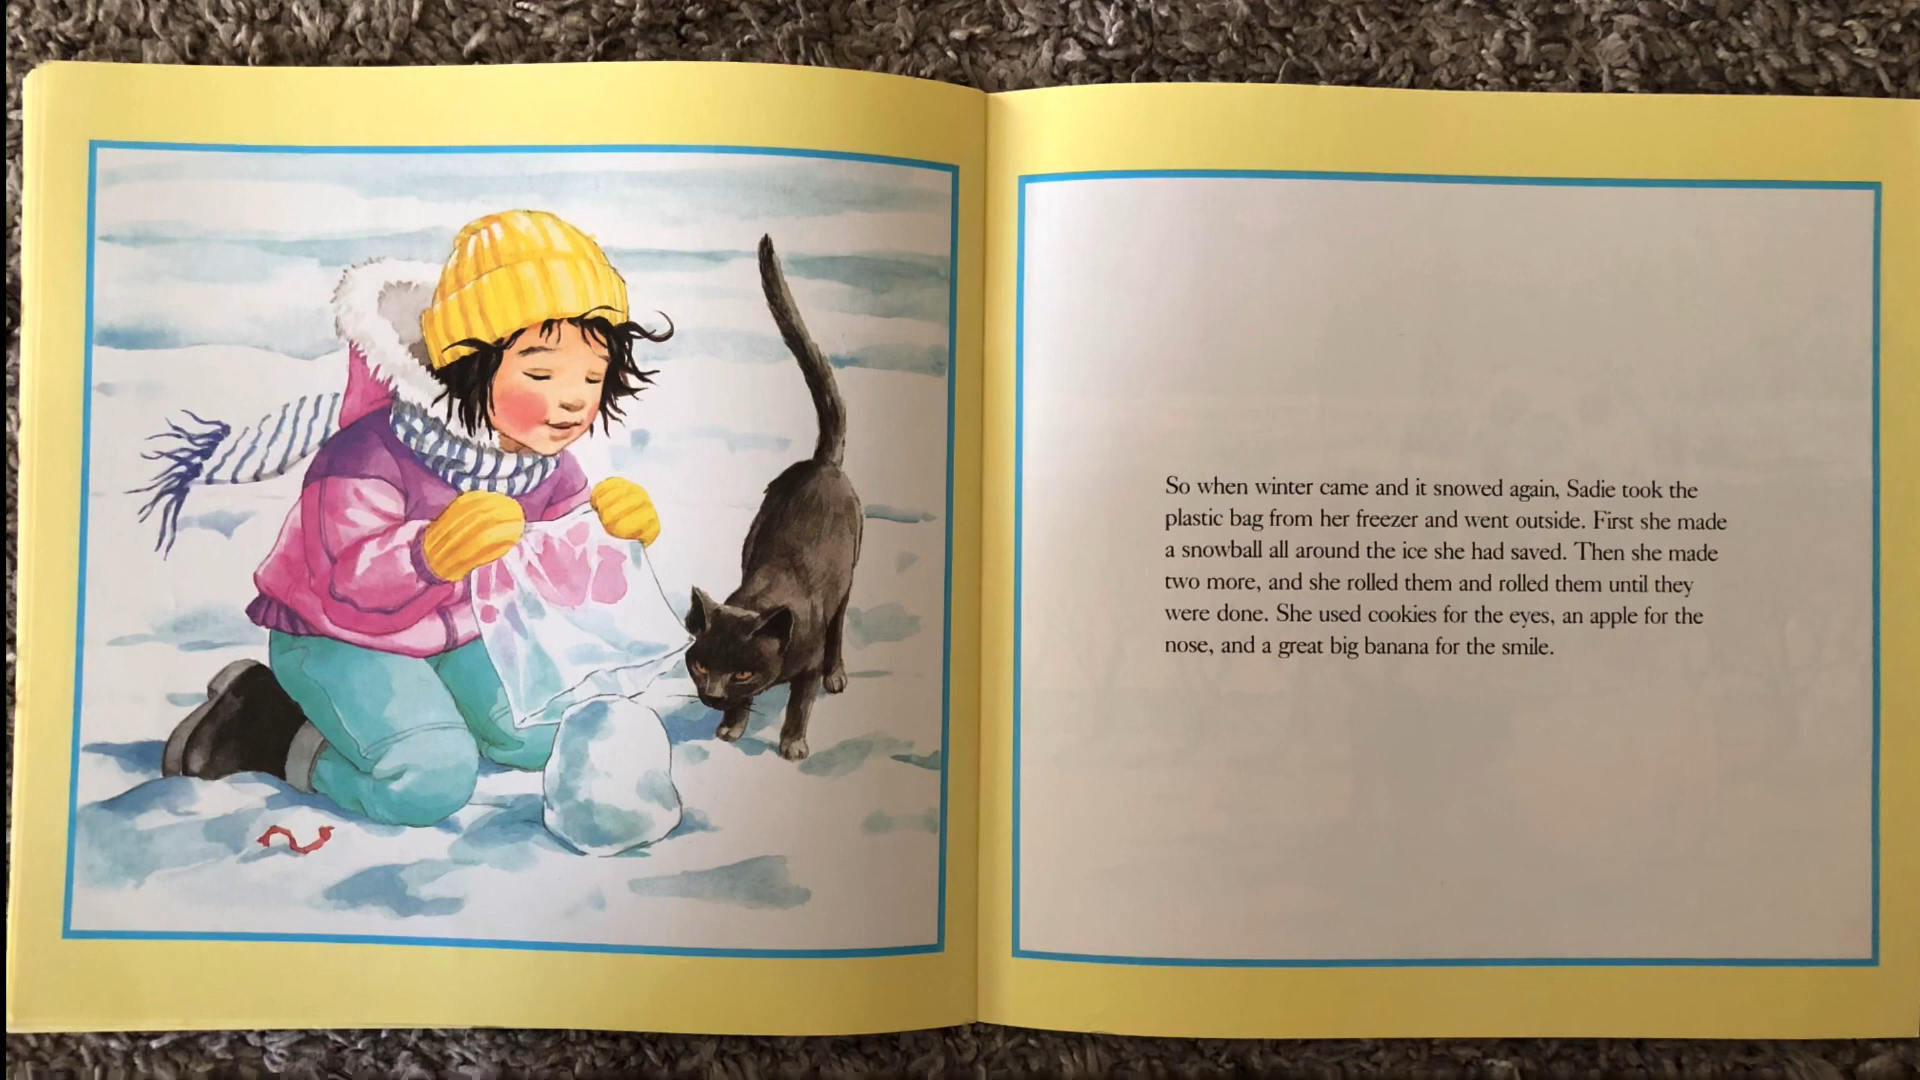 So when winter came and it snowed again, Sadie took the
plastic bag from her freezer and went outside. First she made
a snowball all around the ice she had saved. Then she made
two more, and she rolled them and rolled them until they
were done. She used cookies for the eyes, an apple for the
nose, and a great big banana for the smile.